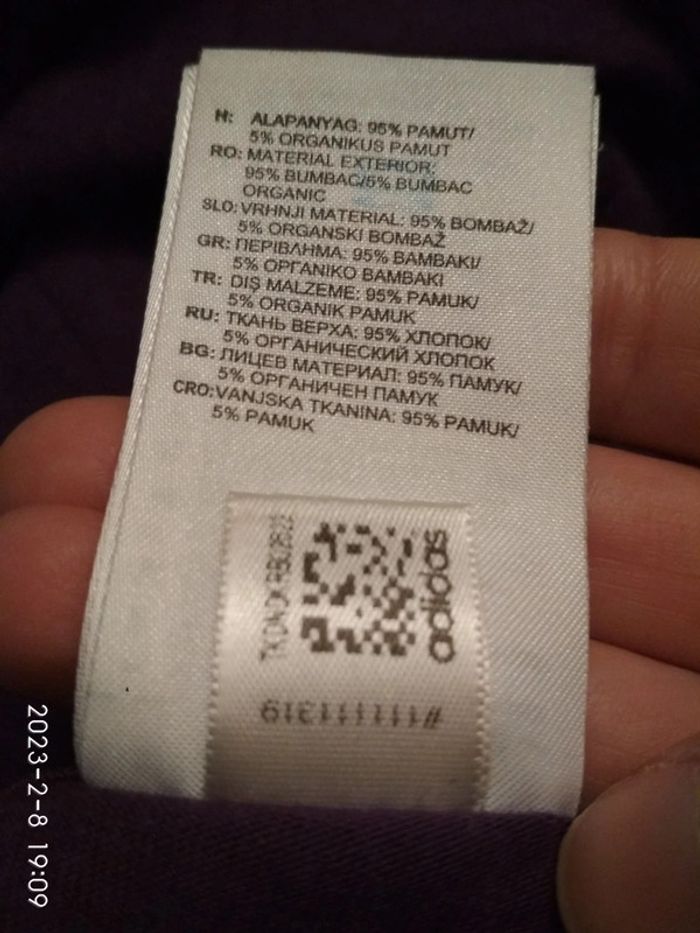 H: ALAPANYAG: 95% PAMUT/
5% ORGANIKUS PAMUT
RO: MATERIAL EXTERIOR:
95% BUMBAC/5% BUMBAC
ORGANIC
SLO: VRHNJI MATERIAL: 95% BOMBAŽ/
5% ORGANSKI BOMBAŽ
GR: ΠΕΡΙΒΛΗΜΑ: 95% ΒΑΜΒΑΚΙ/
5% ΟΡΓΑΝΙΚΟ ΒΑΜΒΑΚΙ
TR: DIŞ MALZEME: 95% PAMUK/
5% ORGANIK PAMUK
RU: ТКАНЬ ВЕРХА: 95% ХЛОПОК/
5% ОРГАНИЧЕСКИЙ ХЛОПОК
BG: ЛИЦЕВ МАТЕРИАЛ: 95% ПАМУК/
5% ОРГАНИЧЕН ПАМУК
CRO: VANJSKA TKANINA: 95% PAMUK/
5% PAMUK
adidas
2023-2-8 19:09